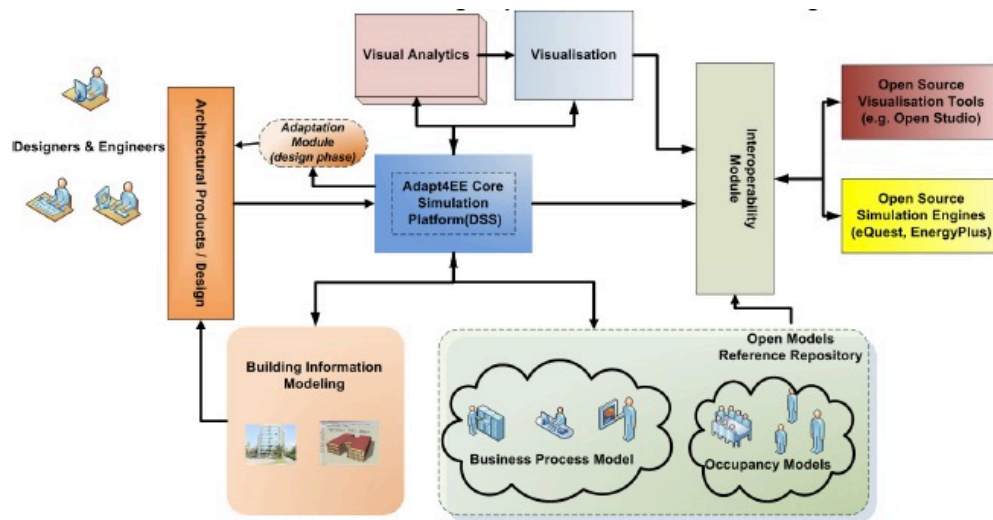 Visual Analytics
Visualisation
Open Source
Visualisation Tools
(e.g. Open Studio)
Designers & Engineers
Architectural Products / Design
Adaptation
Module
(design phase)
Interoperability
Module
Adapt4EE Core
Simulation
Platform(DSS)
Open Source
Simulation Engines
(eQuest, EnergyPlus)
Building Information
Modeling
Open Models
Reference Repository
Business Process Model
Occupancy Models